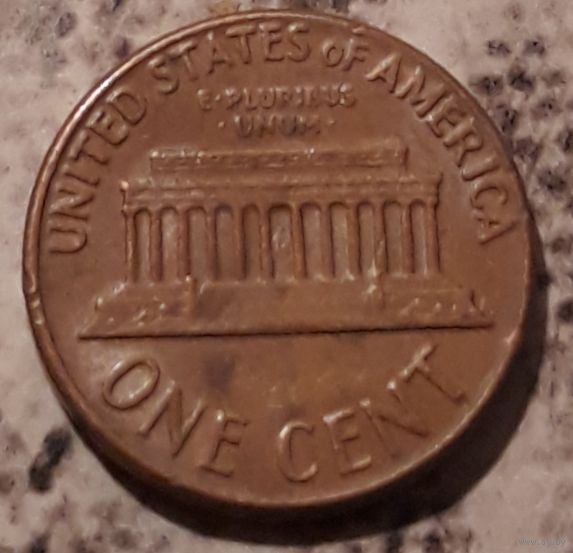 UNITED STATES OF AMERICA
E·PLURIBUS
·UNUM·
ONE CENT